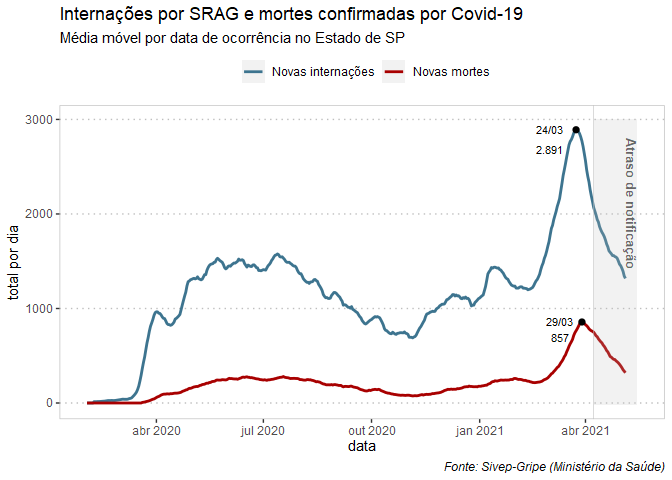 Internações por SRAG e mortes confirmadas por Covid-19
Média móvel por data de ocorrência no Estado de SP
Novas internações
Novas mortes
total por dia
3000
2000
1000
0
24/03
2.891
29/03
857
Atraso de notificação
abr 2020
jul 2020
out 2020
jan 2021
abr 2021
data
Fonte: Sivep-Gripe (Ministério da Saúde)